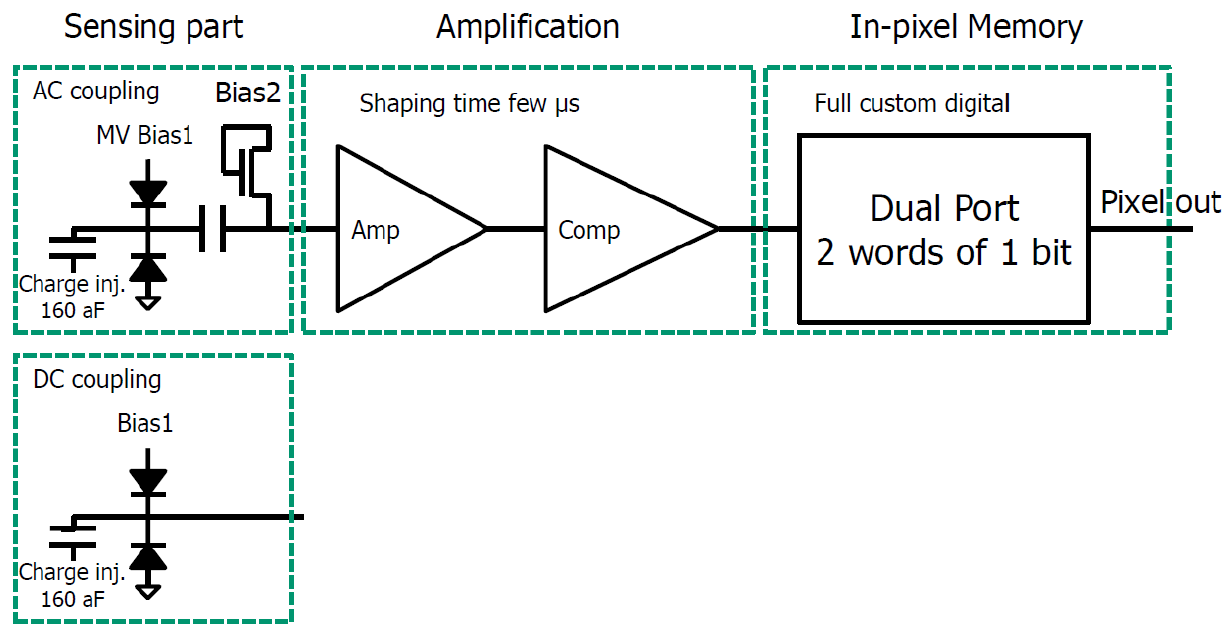 Sensing part
Amplification
In-pixel Memory
AC coupling
Bias2
MV Bias1
Charge inj.
160 aF
Shaping time few µs
Amp
Comp
Full custom digital
Dual Port
2 words of 1 bit
Pixel out
DC coupling
Bias1
Charge inj.
160 aF